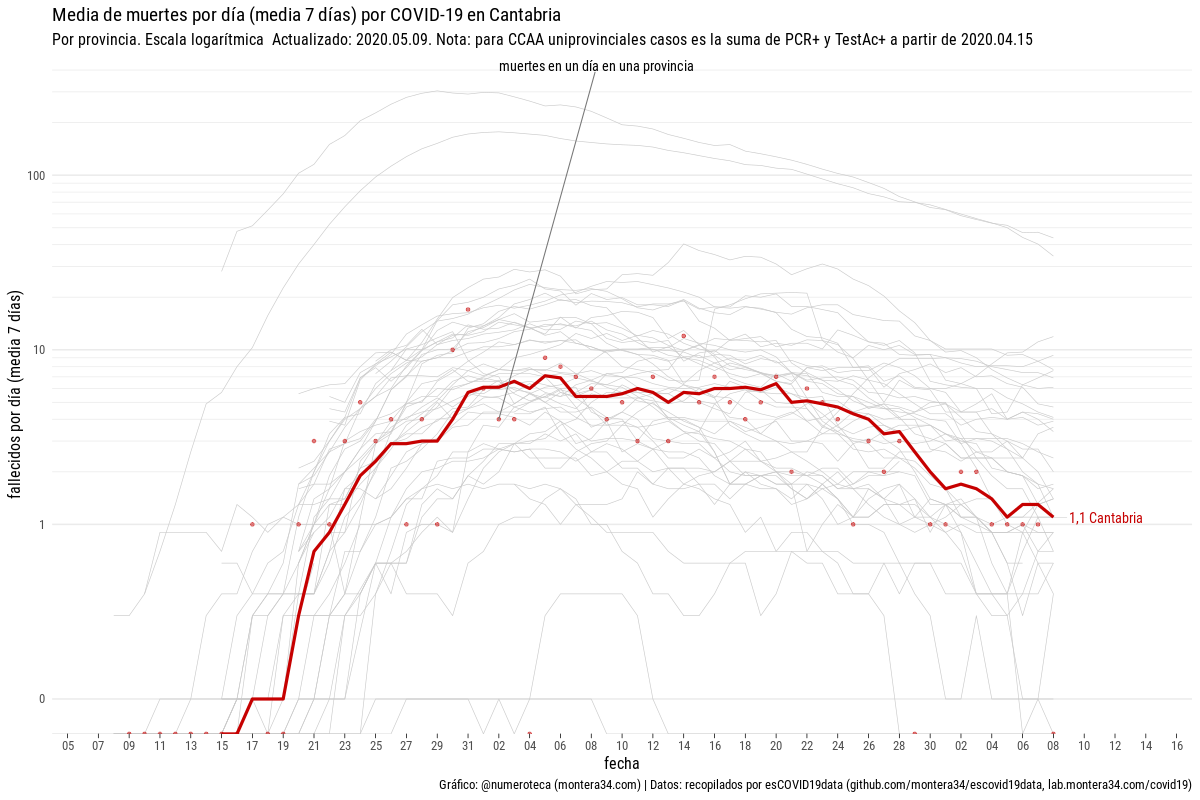 Media de muertes por día (media 7 días) por COVID-19 en Cantabria
Por provincia. Escala logarítmica  Actualizado: 2020.05.09. Nota: para CCAA uniprovinciales casos es la suma de PCR+ y TestAc+ a partir de 2020.04.15
muertes en un día en una provincia
fallecidos por día (media  7 días)
100
10
1
0
1,1 Cantabria
05 07 09 11 13 15 17 19 21 23 25 27 29 31 02 04 06 08 10 12 14 16 18 20 22 24 26 28 30 02 04 06 08 10 12 14 16
fecha
Gráfico: @numeroteca (montera34.com) | Datos: recopilados por esCOVID19data (github.com/montera34/escovid19data, lab.montera34.com/covid19)